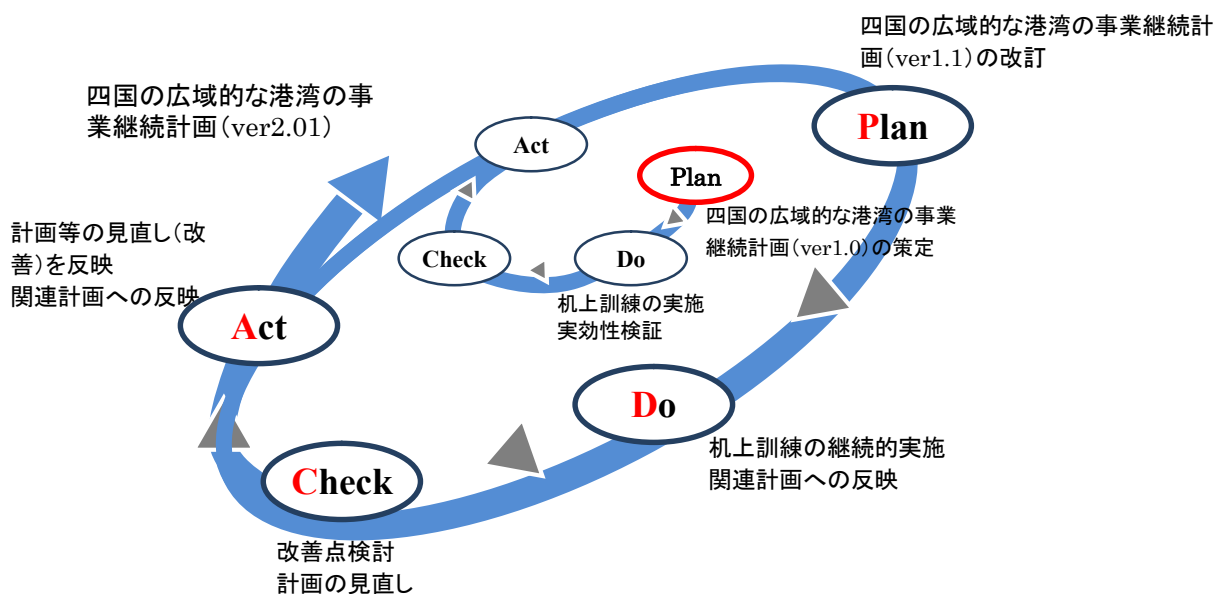 四国の広域的な港湾の事業継続計
画(ver1.1)の改訂
四国の広域的な港湾の事
業継続計画(ver2.01)
Plan
Act
Plan
四国の広域的な港湾の事業
継続計画(ver1.0)の策定
計画等の見直し(改
善)を反映
関連計画への反映
Check
Do
机上訓練の実施
実効性検証
Act
Do
机上訓練の継続的実施
関連計画への反映
Check
改善点検討
計画の見直し